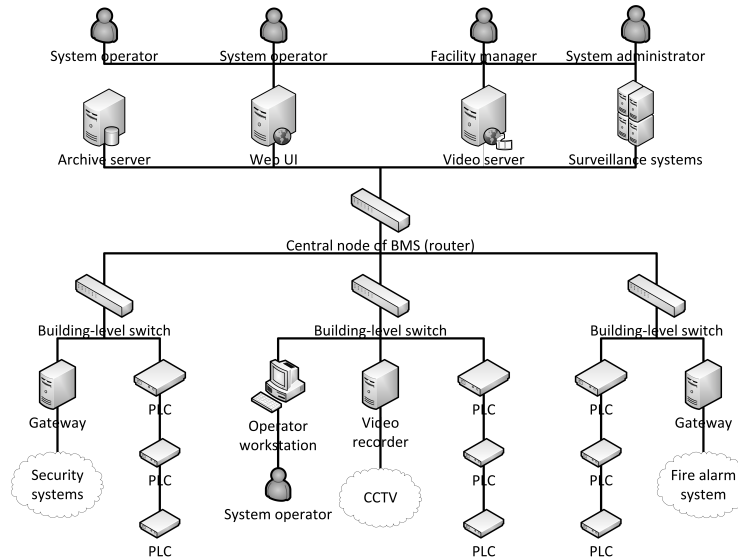 System operator
System operator
Facility manager
System administrator
Archive server
Web UI
Video server
Surveillance systems
Central node of BMS (router)
Building-level switch
Building-level switch
Building-level switch
Gateway
PLC
Operator
workstation
Video
recorder
PLC
PLC
Gateway
Security
systems
PLC
System operator
CCTV
PLC
PLC
Fire alarm
system
PLC
PLC
PLC